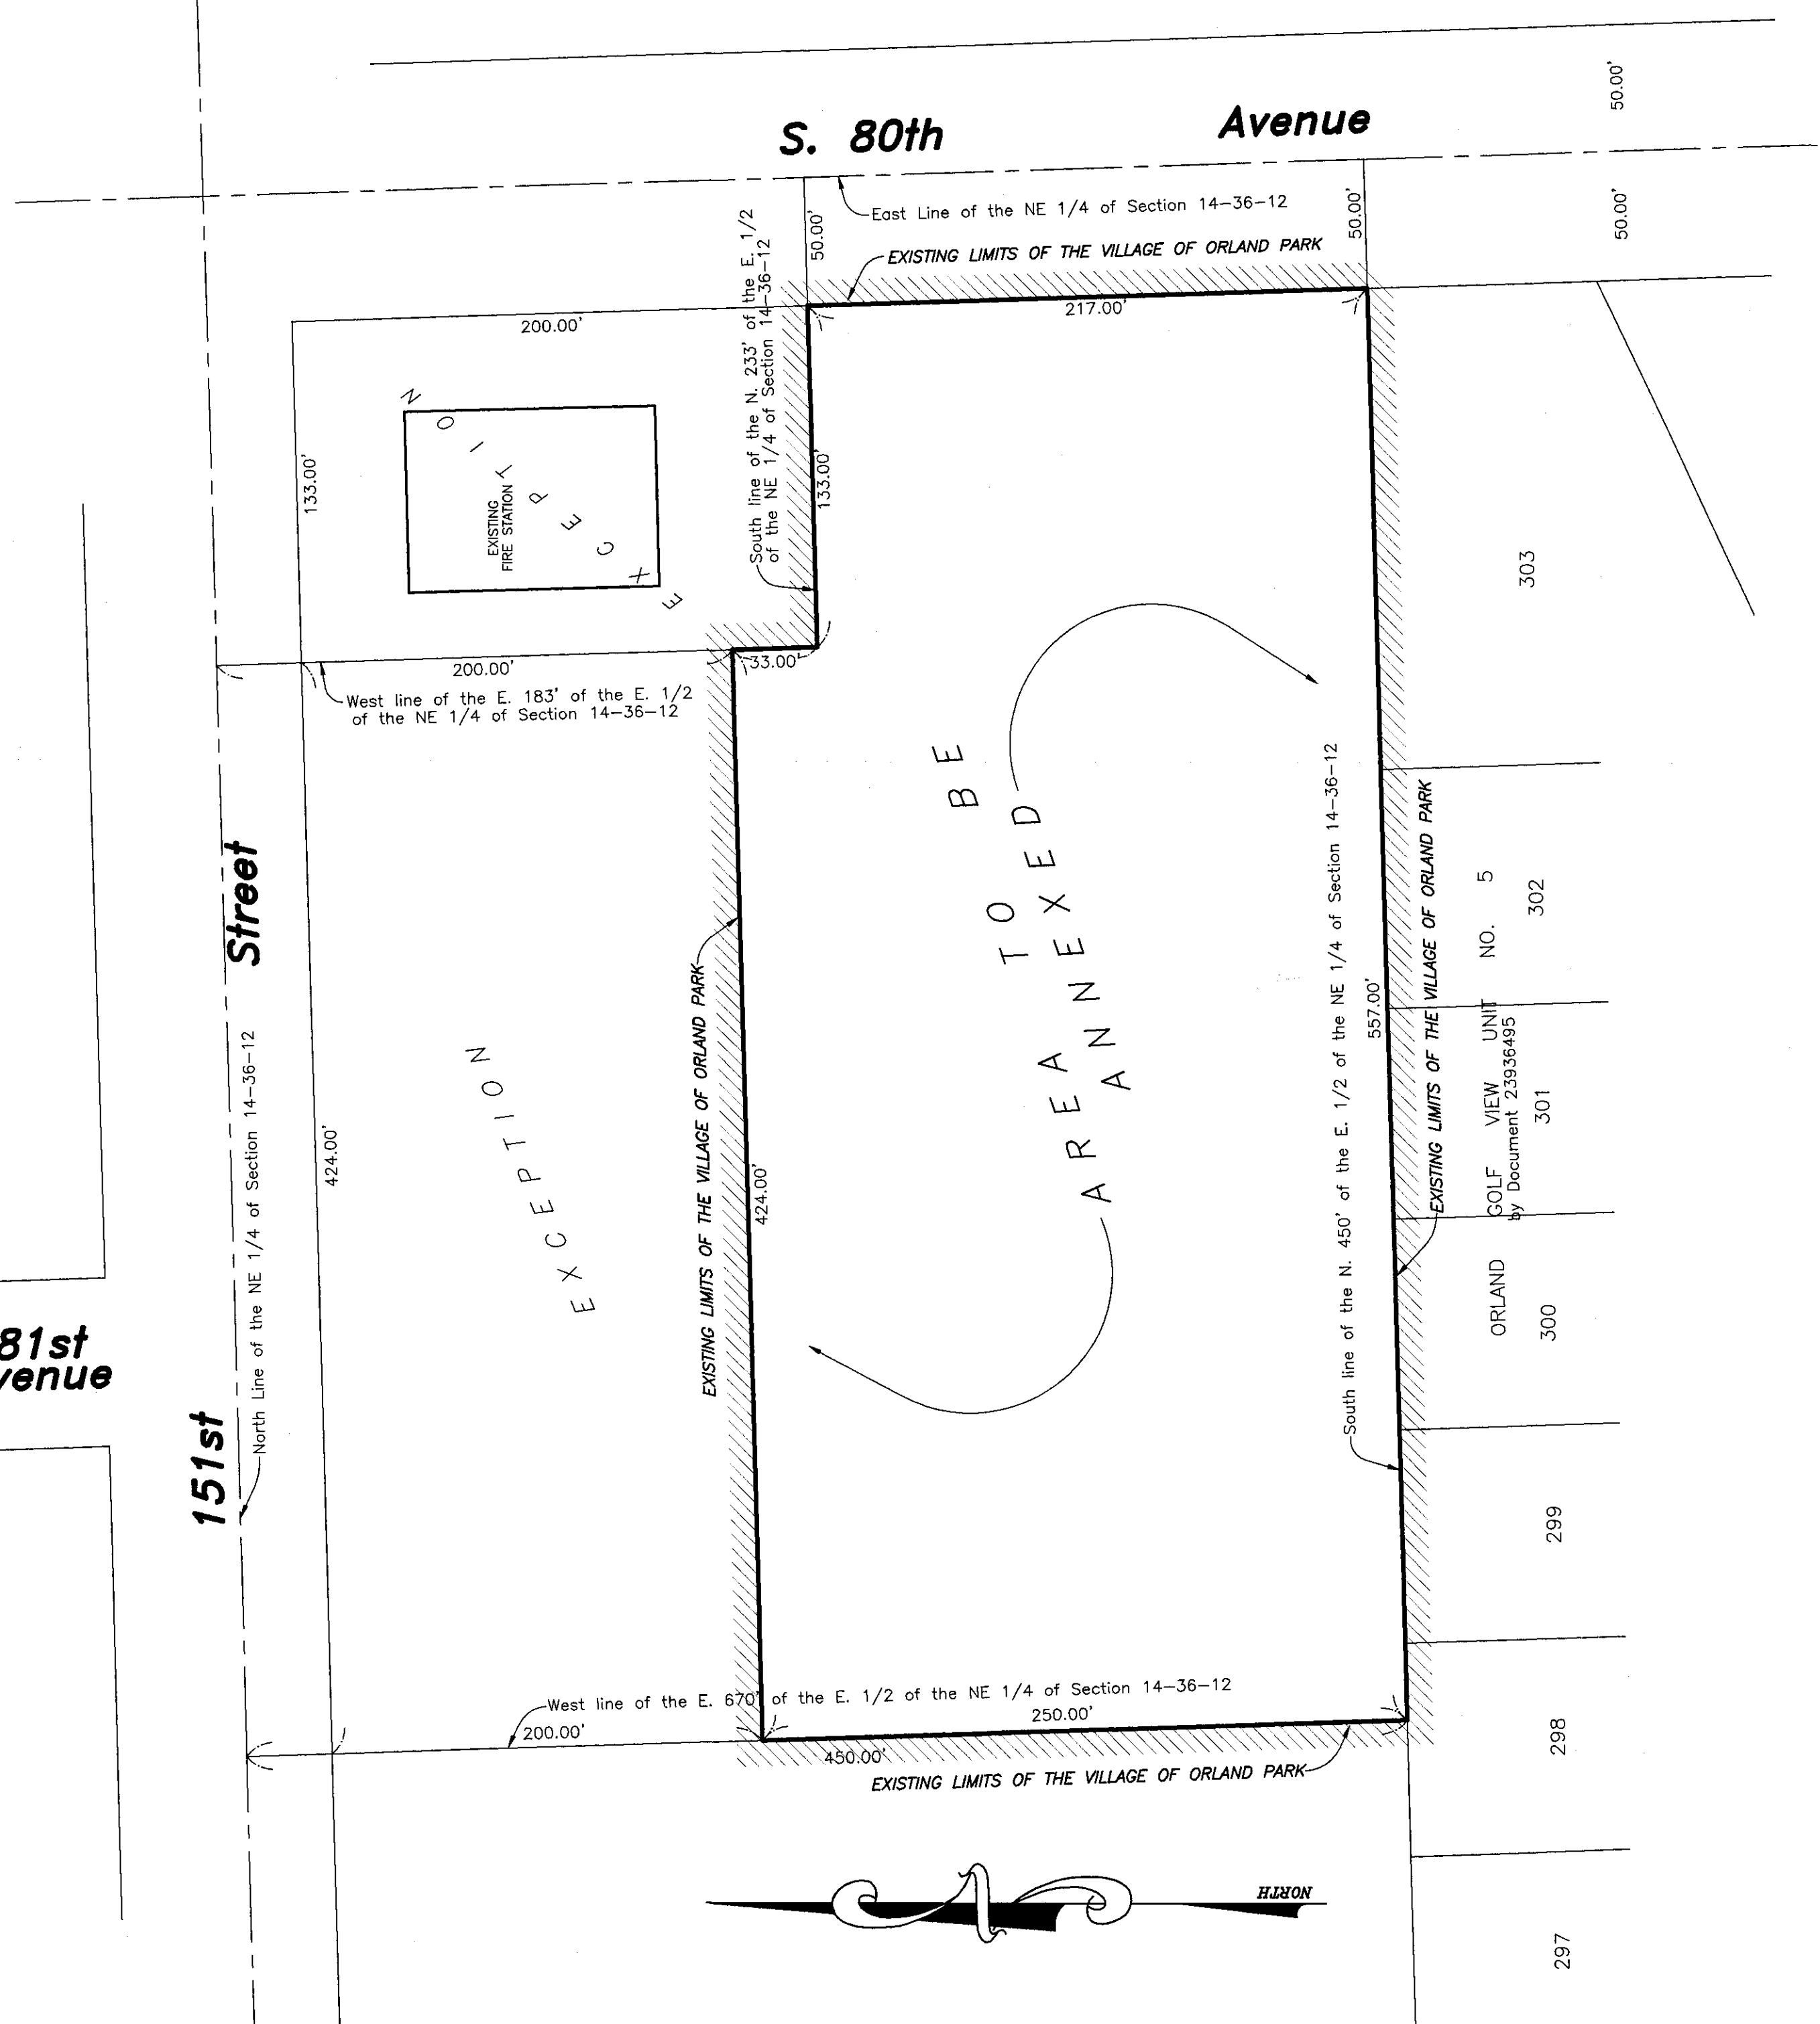 S. 80th Avenue
50.00'
50.00'
50.00'
50.00'
East Line of the NE 1/4 of Section 14-36-12
EXISTING LIMITS OF THE VILLAGE OF ORLAND PARK
217.00'
200.00'
133.00'
EXCEPTION
EXISTING
FIRE STATION
South line of the N. 233' of the E. 1/2
of the NE 1/4 of Section 14-36-12
133.00'
33.00'
200.00'
West line of the E. 183' of the E. 1/2
of the NE 1/4 of Section 14-36-12
151st Street
North Line of the NE 1/4 of Section 14-36-12
424.00'
EXCEPTION
EXISTING LIMITS OF THE VILLAGE OF ORLAND PARK
424.00'
AREA TO BE
ANNEXED
South line of the N. 450' of the E. 1/2 of the NE 1/4 of Section 14-36-12
557.00'
EXISTING LIMITS OF THE VILLAGE OF ORLAND PARK
ORLAND GOLF VIEW UNIT NO. 5
by Document 23936495
303
302
301
300
299
298
297
81st
venue
West line of the E. 670' of the E. 1/2 of the NE 1/4 of Section 14-36-12
200.00'
250.00'
450.00'
EXISTING LIMITS OF THE VILLAGE OF ORLAND PARK
NORTH